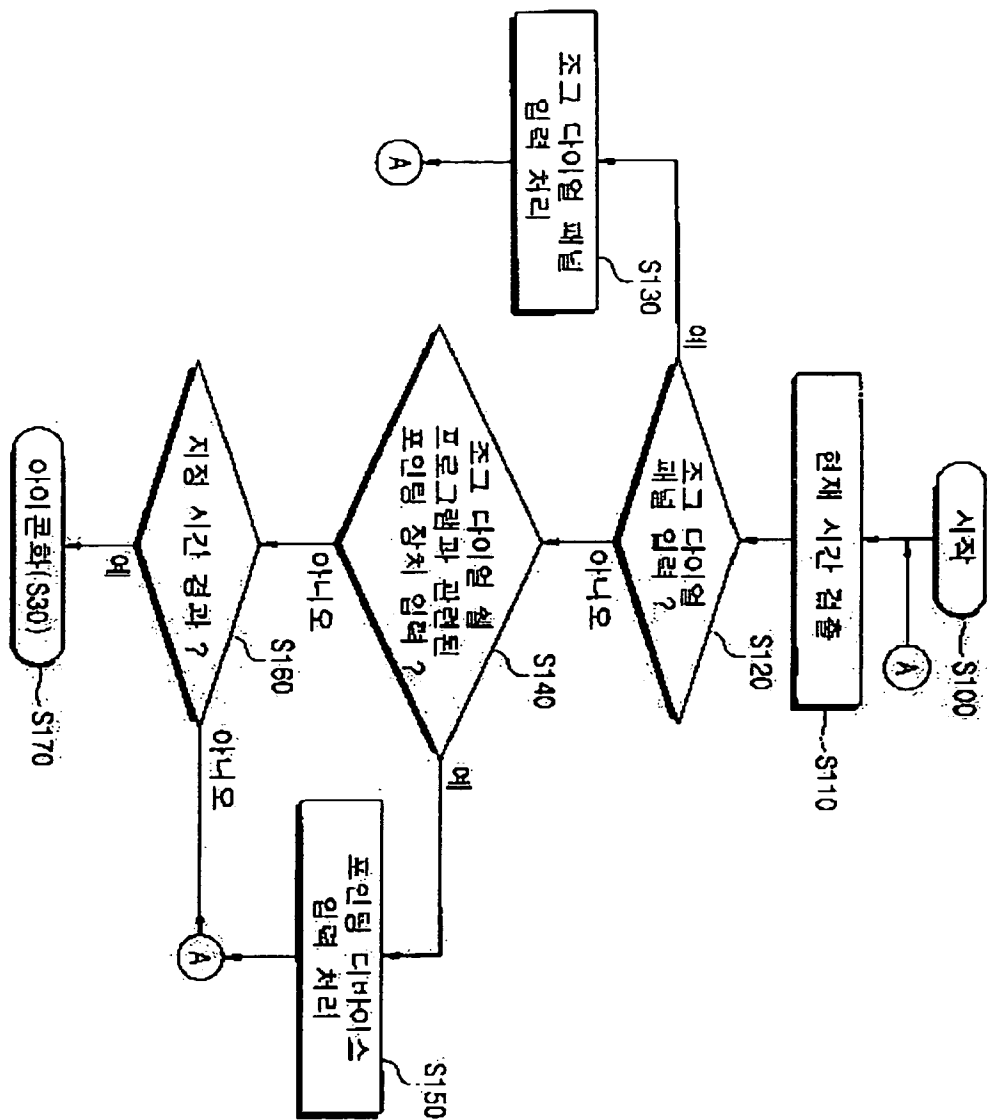 시작
S100
A
현재 시간 검출
S110
조그 다이얼
패널 입력 ?
S120
예
아니오
조그 다이얼 패널
입력 처리
S130
A
조그 다이얼 쉘
프로그램과 관련된
포인팅 장치 입력 ?
S140
예
아니오
포인팅 디바이스
입력 처리
S150
A
지정 시간 경과 ?
S160
아니오
예
아이콘화(S30)
S170